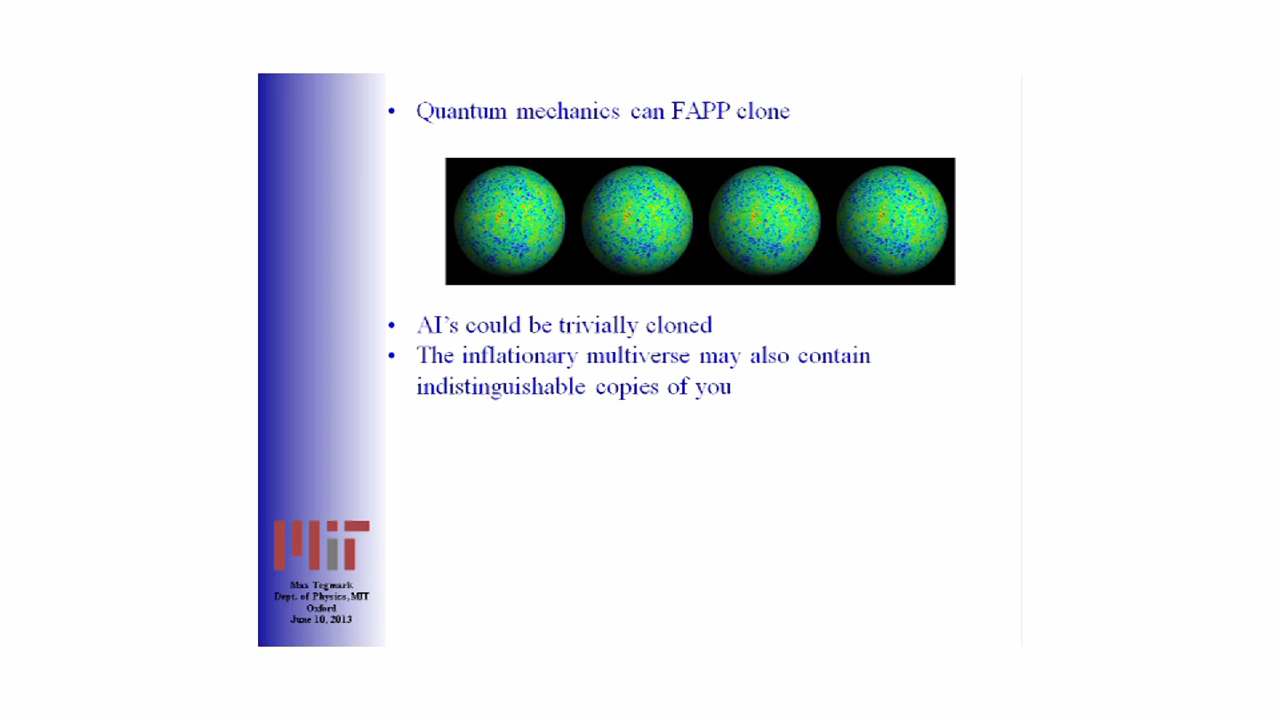 • Quantum mechanics can FAPP clone
• AI's could be trivially cloned
• The inflationary multiverse may also contain
indistinguishable copies of you
MIT
Max Tegmark
Dept. of Physics, MIT
Oxford
June 10, 2013